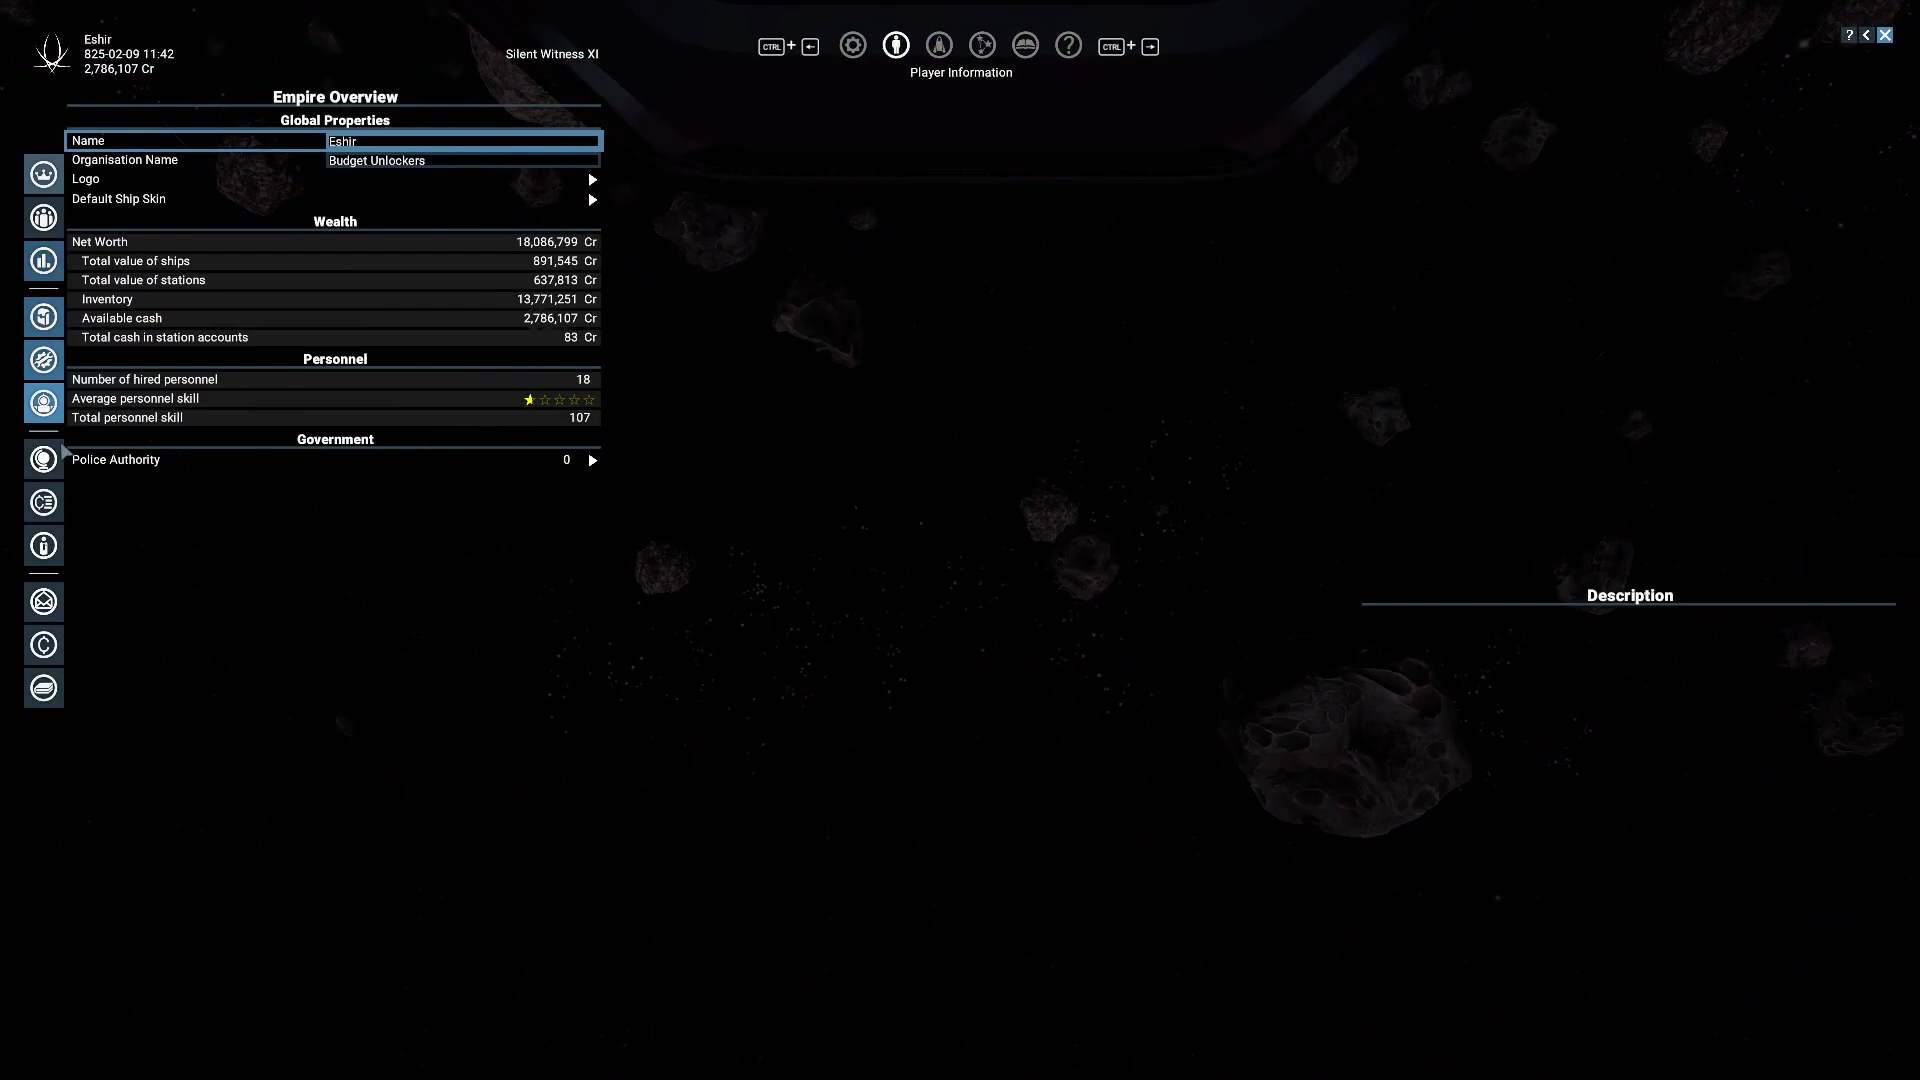 Eshir
825-02-09 11:42
2,786,107 Cr
Silent Witness XI
CTRL + ←
?
CTRL + →
Player Information
? < X
Empire Overview
Global Properties
Name Eshir
Organisation Name Budget Unlockers
Logo
Default Ship Skin
Wealth
Net Worth 18,086,799 Cr
Total value of ships 891,545 Cr
Total value of stations 637,813 Cr
Inventory 13,771,251 Cr
Available cash 2,786,107 Cr
Total cash in station accounts 83 Cr
Personnel
Number of hired personnel 18
Average personnel skill
Total personnel skill 107
Government
Police Authority 0
Description